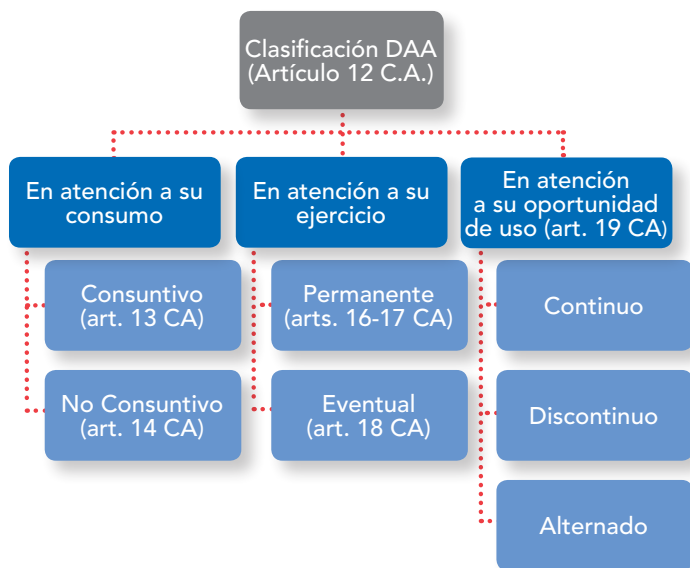 Clasificación DAA
(Artículo 12 C.A.)
En atención a su
consumo
Consuntivo
(art. 13 CA)
No Consuntivo
(art. 14 CA)
En atención a su
ejercicio
Permanente
(arts. 16-17 CA)
Eventual
(art. 18 CA)
En atención
a su oportunidad
de uso (art. 19 CA)
Continuo
Discontinuo
Alternado